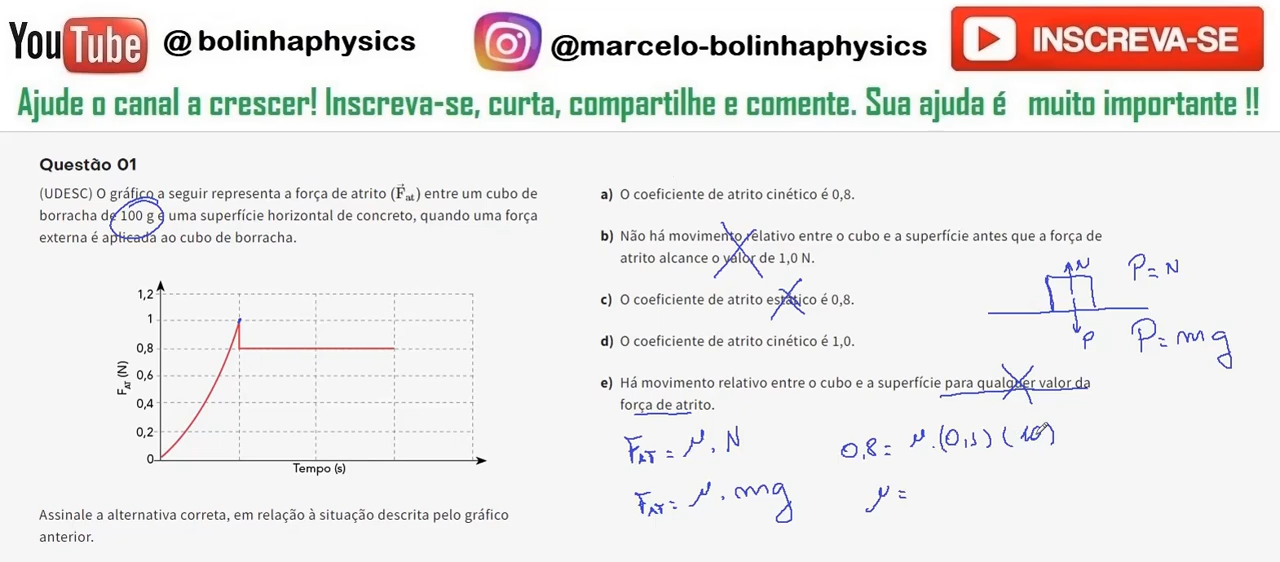 YouTube @bolinhaphysics @marcelo-bolinhaphysics INSCREVA-SE
Ajude o canal a crescer! Inscreva-se, curta, compartilhe e comente. Sua ajuda é muito importante !!
Questão 01
(UDESC) O gráfico a seguir representa a força de atrito (F⃗at) entre um cubo de
borracha de 100 g e uma superfície horizontal de concreto, quando uma força
externa é aplicada ao cubo de borracha.
1,2
1
0,8
0,6
0,4
0,2
0
FAT (N)
Tempo (s)
Assinale a alternativa correta, em relação à situação descrita pelo gráfico
anterior.
a) O coeficiente de atrito cinético é 0,8.
b) Não há movimento relativo entre o cubo e a superfície antes que a força de
atrito alcance o valor de 1,0 N.
c) O coeficiente de atrito estático é 0,8.
d) O coeficiente de atrito cinético é 1,0.
e) Há movimento relativo entre o cubo e a superfície para qualquer valor da
força de atrito.
N
P
P = N
P = mg
FAT = μ . N
FAT = μ . mg
0,8 = μ . (0,1) (10)
μ =